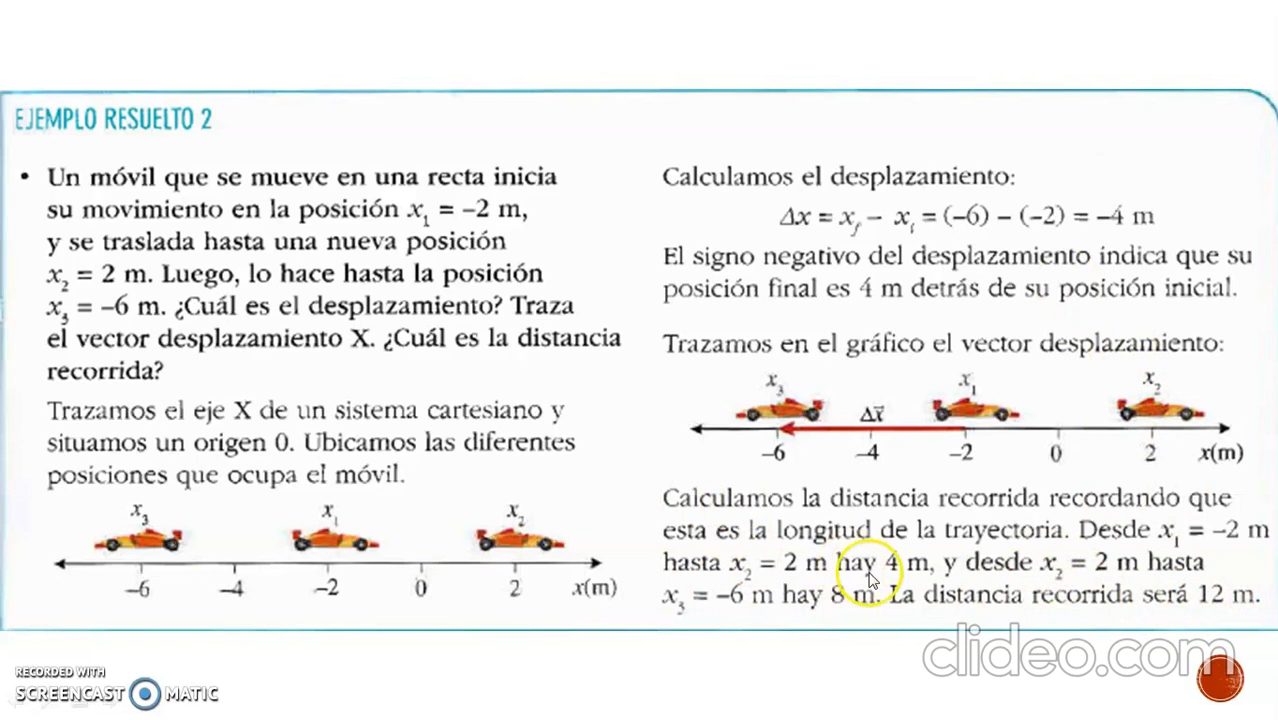 EJEMPLO RESUELTO 2
• Un móvil que se mueve en una recta inicia
su movimiento en la posición x₁ = –2 m,
y se traslada hasta una nueva posición
x₂ = 2 m. Luego, lo hace hasta la posición
x₃ = –6 m. ¿Cuál es el desplazamiento? Traza
el vector desplazamiento X. ¿Cuál es la distancia
recorrida?
Trazamos el eje X de un sistema cartesiano y
situamos un origen 0. Ubicamos las diferentes
posiciones que ocupa el móvil.
x₃ x₁ x₂
–6 –4 –2 0 2 x(m)
Calculamos el desplazamiento:
Δx = x_f – x_i = (–6) – (–2) = –4 m
El signo negativo del desplazamiento indica que su
posición final es 4 m detrás de su posición inicial.
Trazamos en el gráfico el vector desplazamiento:
x₃ x₁ x₂
Δx⃗
–6 –4 –2 0 2 x(m)
Calculamos la distancia recorrida recordando que
esta es la longitud de la trayectoria. Desde x₁ = –2 m
hasta x₂ = 2 m hay 4 m, y desde x₂ = 2 m hasta
x₃ = –6 m hay 8 m. La distancia recorrida será 12 m.
clideo.com
RECORDED WITH
SCREENCAST MATIC